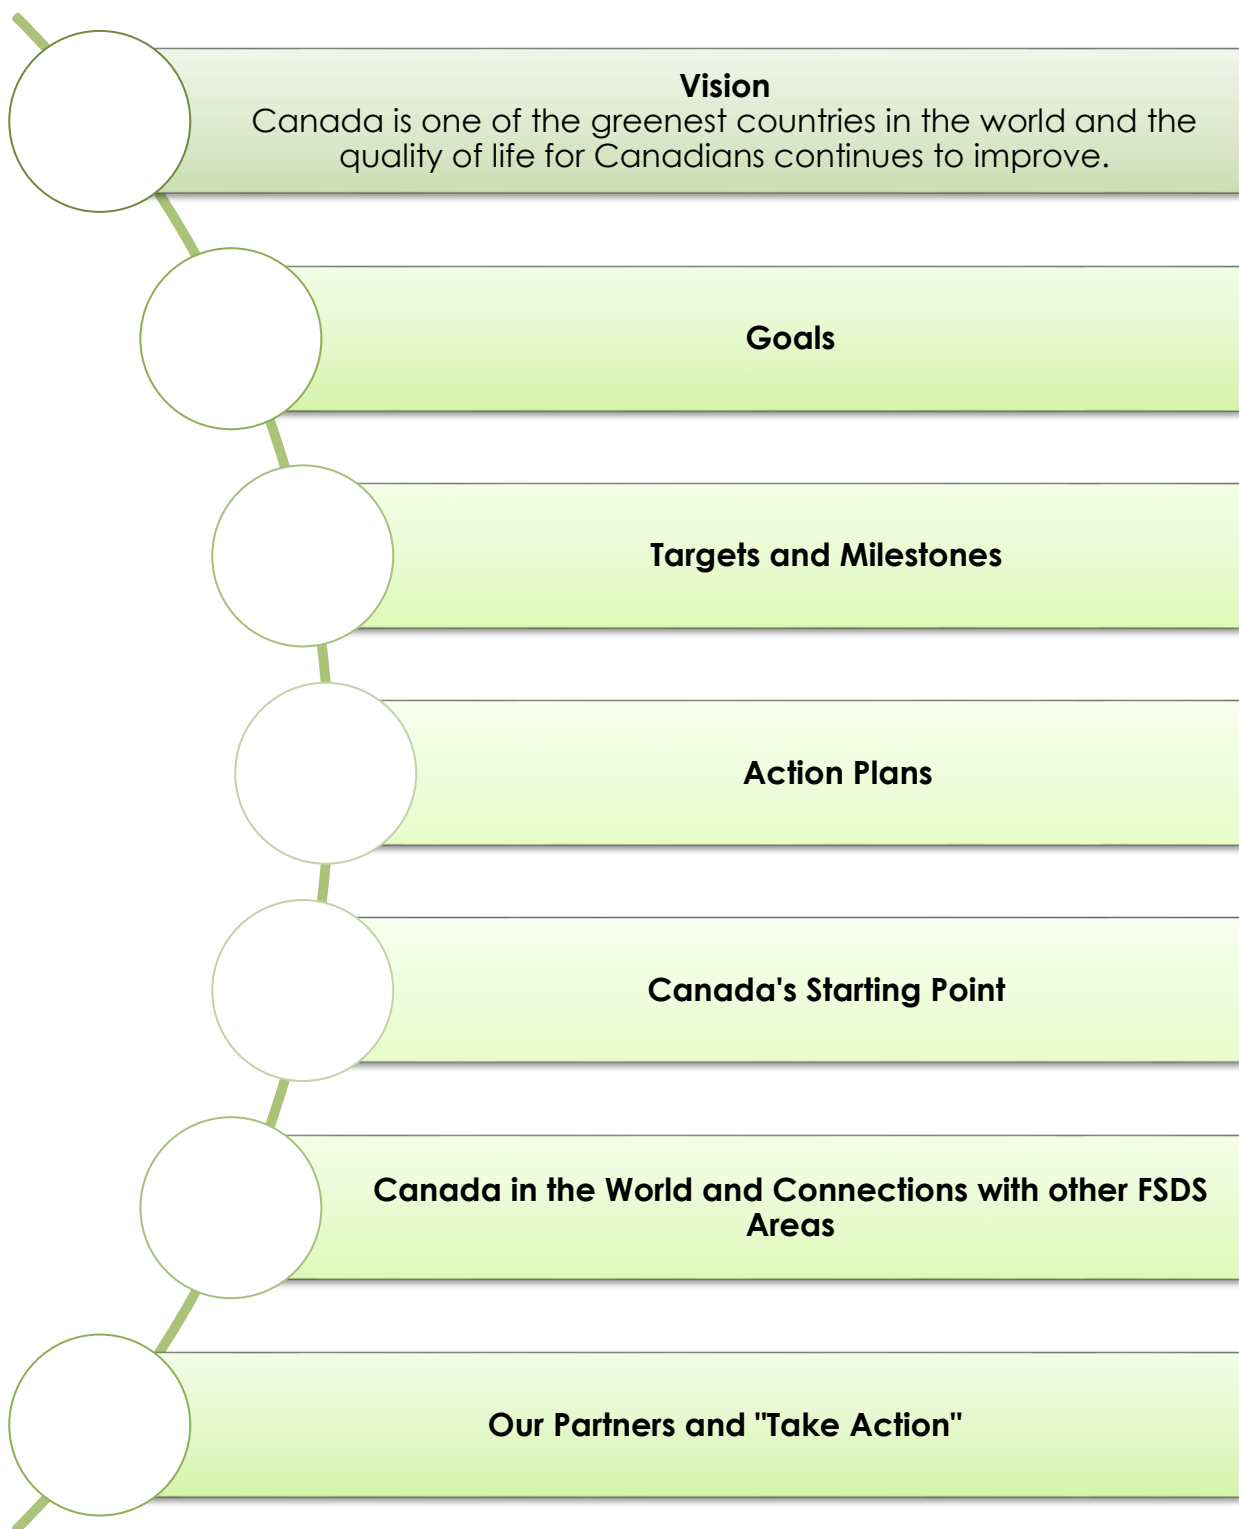 Vision
Canada is one of the greenest countries in the world and the
quality of life for Canadians continues to improve.
Goals
Targets and Milestones
Action Plans
Canada's Starting Point
Canada in the World and Connections with other FSDS
Areas
Our Partners and "Take Action"